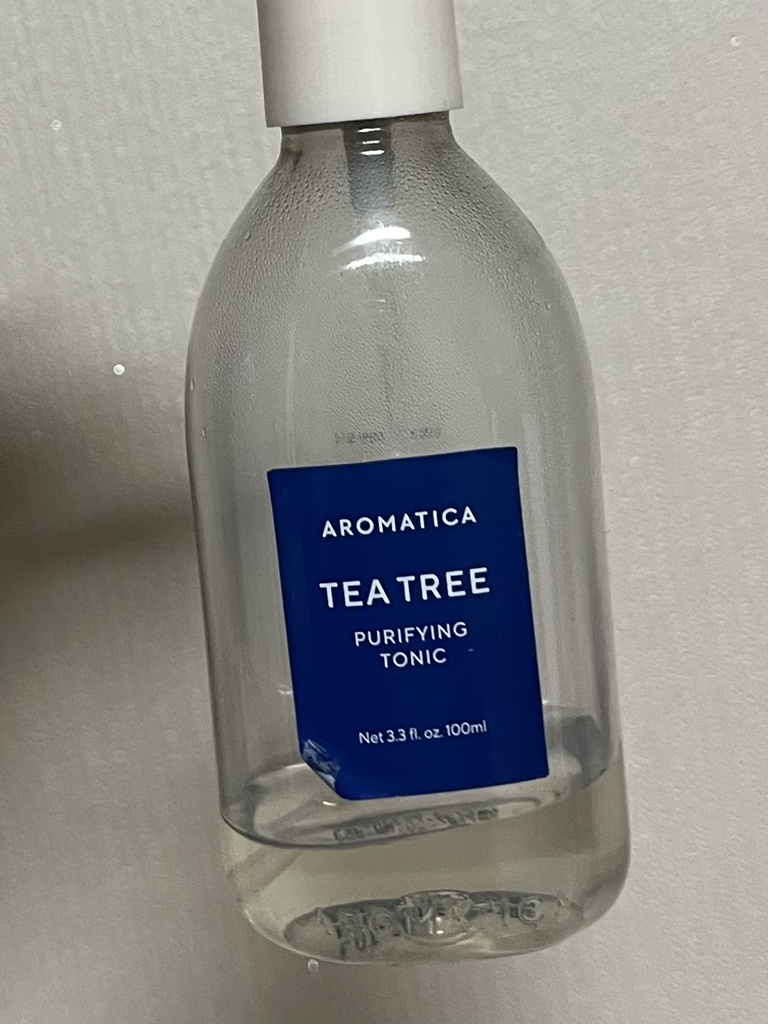 AROMATICA
TEA TREE
PURIFYING
TONIC
Net 3.3 fl. oz. 100ml